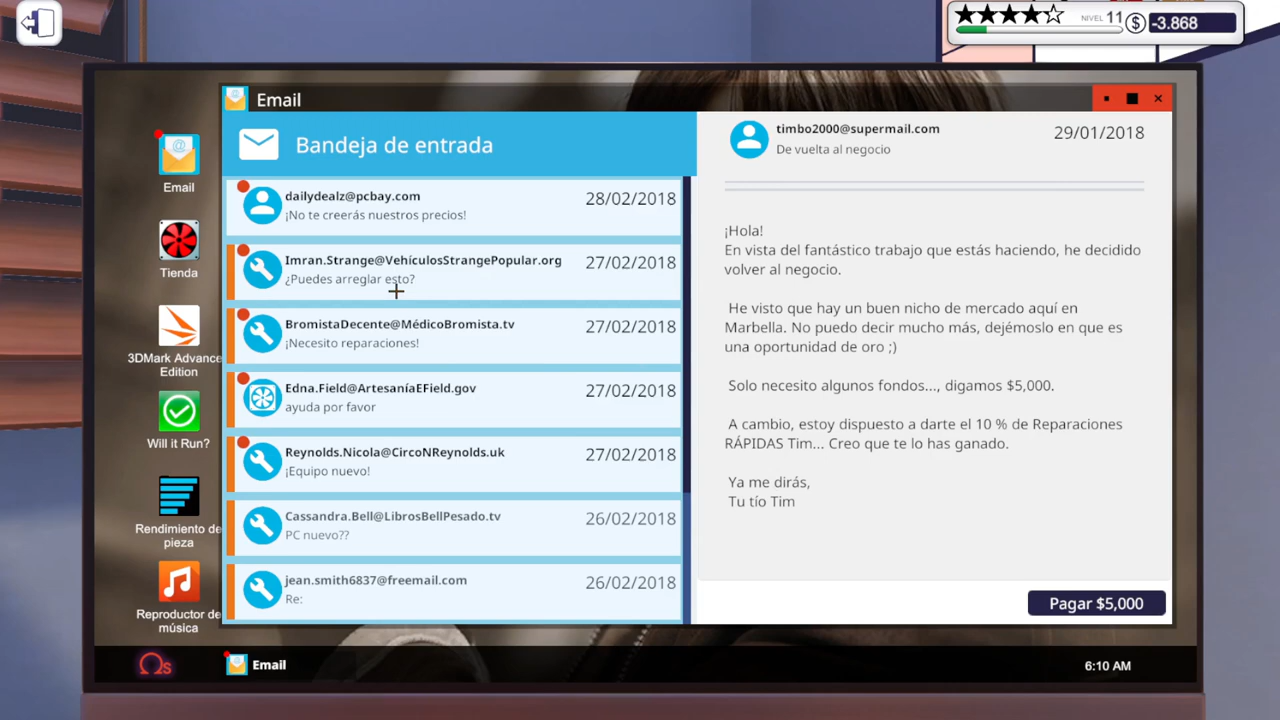 NIVEL 11
$ -3.868
Email
Bandeja de entrada
dailydealz@pcbay.com
28/02/2018
¡No te creerás nuestros precios!
Imran.Strange@VehículosStrangePopular.org
27/02/2018
¿Puedes arreglar esto?
BromistaDecente@MédicoBromista.tv
27/02/2018
¡Necesito reparaciones!
Edna.Field@ArtesaníaEField.gov
27/02/2018
ayuda por favor
Reynolds.Nicola@CircoNReynolds.uk
27/02/2018
¡Equipo nuevo!
Cassandra.Bell@LibrosBellPesado.tv
26/02/2018
PC nuevo??
jean.smith6837@freemail.com
26/02/2018
Re:
timbo2000@supermail.com
29/01/2018
De vuelta al negocio
¡Hola!
En vista del fantástico trabajo que estás haciendo, he decidido
volver al negocio.
He visto que hay un buen nicho de mercado aquí en
Marbella. No puedo decir mucho más, dejémoslo en que es
una oportunidad de oro ;)
Solo necesito algunos fondos..., digamos $5,000.
A cambio, estoy dispuesto a darte el 10 % de Reparaciones
RÁPIDAS Tim... Creo que te lo has ganado.
Ya me dirás,
Tu tío Tim
Pagar $5,000
Email
Tienda
3DMark Advance
Edition
Will it Run?
Rendimiento de
pieza
Reproductor de
música
Ωs
Email
6:10 AM